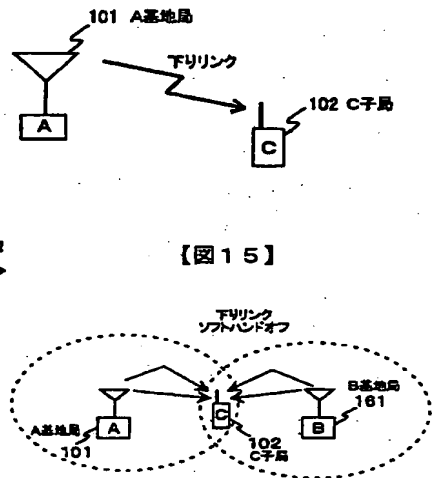 101 A基地局
下りリンク
102 C子局
A
C
【図15】
下りリンク
ソフトハンドオフ
B基地局
161
A基地局
101
A
C
B
102
C子局